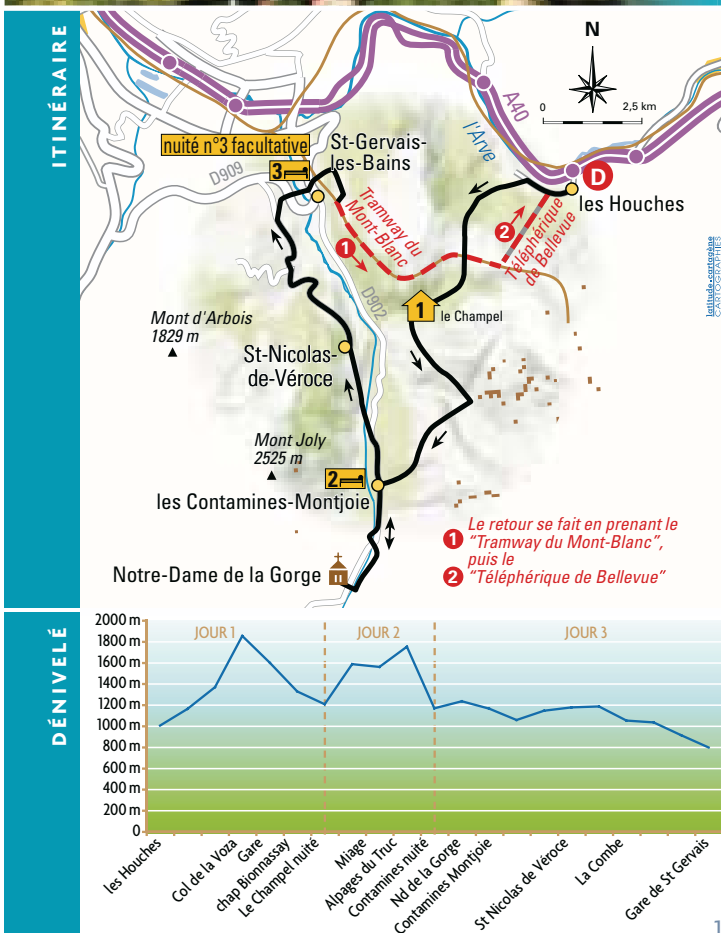 ITINÉRAIRE
N
0 2,5 km
A40
l'Arve
D
les Houches
nuité n°3 facultative
3
St-Gervais-
les-Bains
D909
Tramway du
Mont-Blanc
1
2
Téléphérique
de Bellevue
latitude-cartagène
CARTOGRAPHIES
1
le Champel
D902
Mont d'Arbois
1829 m
St-Nicolas-
de-Véroce
Mont Joly
2525 m
2
les Contamines-Montjoie
Notre-Dame de la Gorge
Le retour se fait en prenant le
1 "Tramway du Mont-Blanc",
puis le
2 "Téléphérique de Bellevue"
DÉNIVELÉ
2000 m
1800 m
1600 m
1400 m
1200 m
1000 m
800 m
600 m
400 m
200 m
0
JOUR 1
JOUR 2
JOUR 3
les Houches
Col de la Voza
Gare
chap Bionnassay
Le Champel nuité
Miage
Alpages du Truc
Contamines nuité
Nd de la Gorge
Contamines Montjoie
St Nicolas de Véroce
La Combe
Gare de St Gervais
1